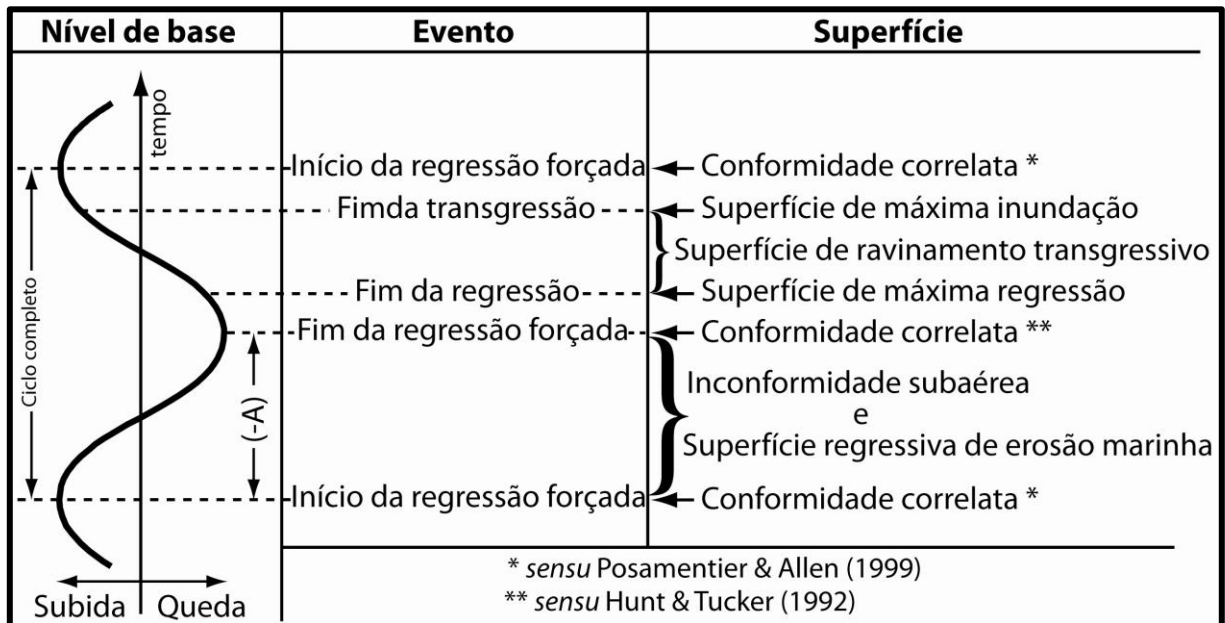 Nível de base
Evento
Superfície
tempo
Início da regressão forçada
Conformidade correlata *
Fimda transgressão
Superfície de máxima inundação
Superfície de ravinamento transgressivo
Fim da regressão
Superfície de máxima regressão
Fim da regressão forçada
Conformidade correlata **
Ciclo completo
(-A)
Inconformidade subaérea
e
Superfície regressiva de erosão marinha
Início da regressão forçada
Conformidade correlata *
Subida
Queda
* sensu Posamentier & Allen (1999)
** sensu Hunt & Tucker (1992)